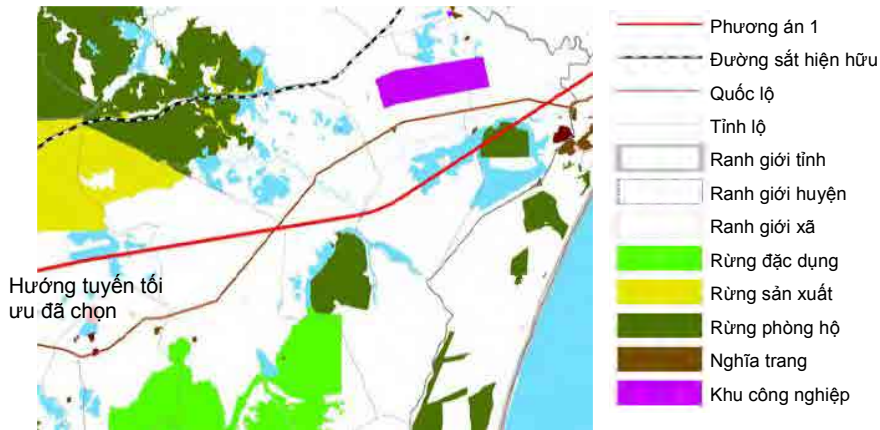 Hướng tuyến tối
ưu đã chọn
Phương án 1
Đường sắt hiện hữu
Quốc lộ
Tỉnh lộ
Ranh giới tỉnh
Ranh giới huyện
Ranh giới xã
Rừng đặc dụng
Rừng sản xuất
Rừng phòng hộ
Nghĩa trang
Khu công nghiệp